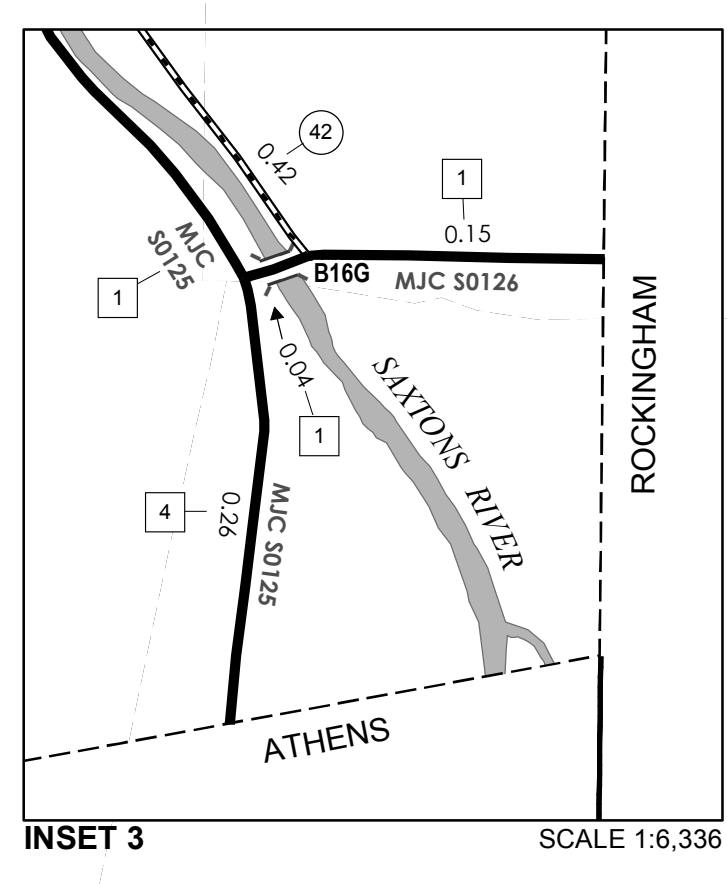 42
0.42
1
0.15
MJC
S0125
B16G
MJC S0126
1
ROCKINGHAM
0.04
1
SAXTONS RIVER
4
0.26
MJC S0125
ATHENS
INSET 3
SCALE 1:6,336